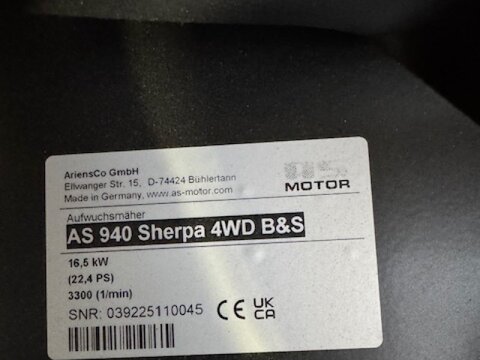 AriensCo GmbH
Ellwanger Str. 15, D-74424 Bühlertann
Made in Germany, www.as-motor.com
MOTOR
Aufwuchsmäher
AS 940 Sherpa 4WD B&S
16,5 kW
(22,4 PS)
3300 (1/min)
SNR: 039225110045
CE UK
CA